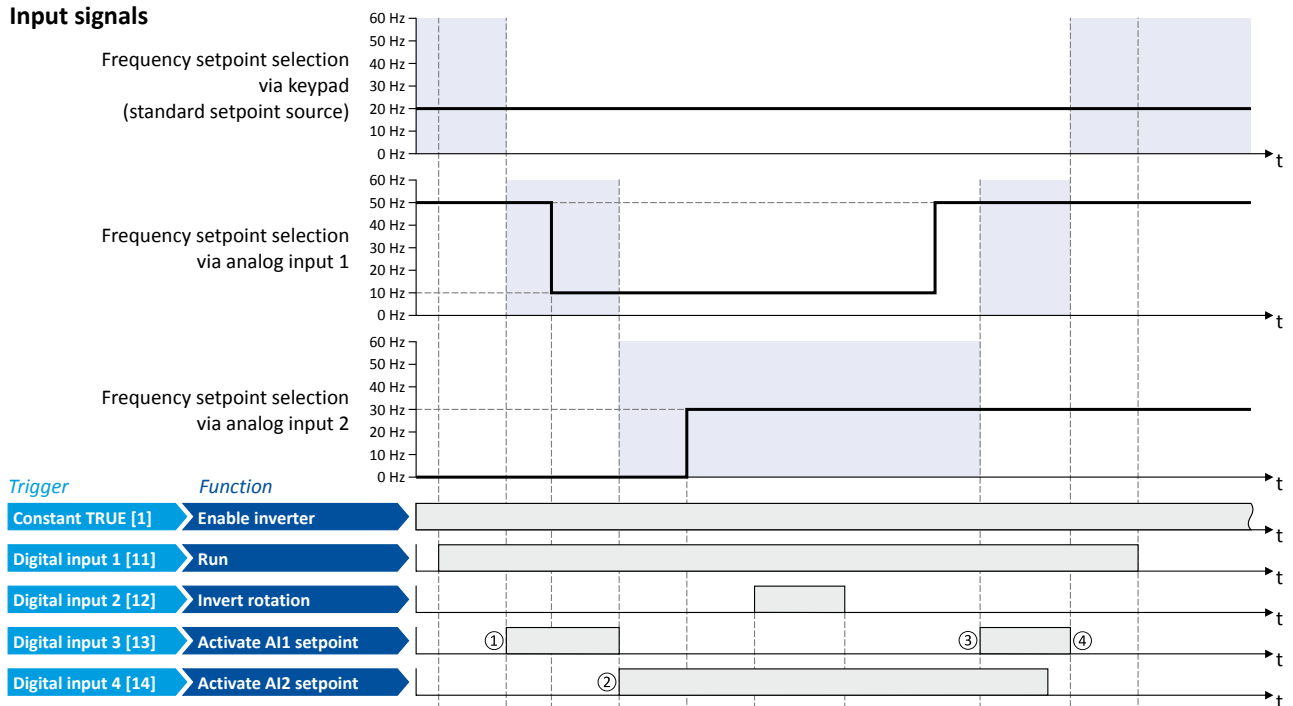 Input signals
Frequency setpoint selection
via keypad
(standard setpoint source)
60 Hz
50 Hz
40 Hz
30 Hz
20 Hz
10 Hz
0 Hz
t
Frequency setpoint selection
via analog input 1
60 Hz
50 Hz
40 Hz
30 Hz
20 Hz
10 Hz
0 Hz
t
Frequency setpoint selection
via analog input 2
60 Hz
50 Hz
40 Hz
30 Hz
20 Hz
10 Hz
0 Hz
t
Trigger Function
Constant TRUE [1] Enable inverter t
Digital input 1 [11] Run t
Digital input 2 [12] Invert rotation t
Digital input 3 [13] Activate AI1 setpoint ① ③ ④ t
Digital input 4 [14] Activate AI2 setpoint ② t